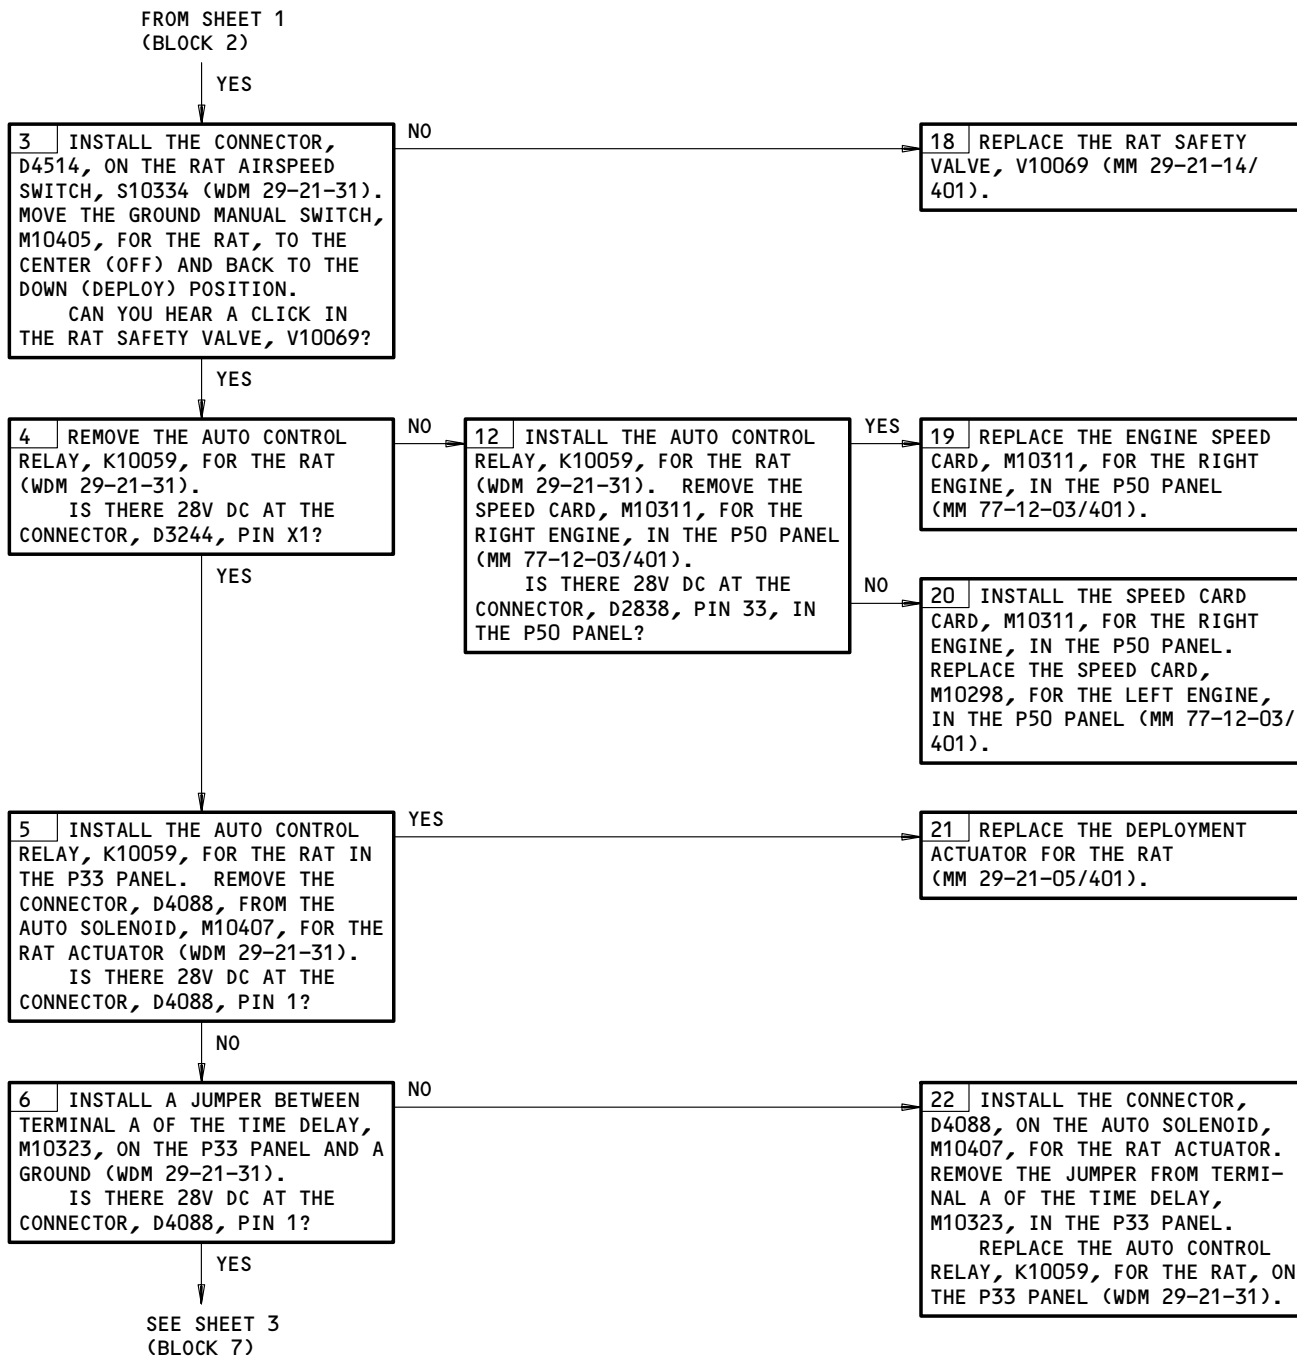 FROM SHEET 1
(BLOCK 2)
YES
3 INSTALL THE CONNECTOR,
D4514, ON THE RAT AIRSPEED
SWITCH, S10334 (WDM 29-21-31).
MOVE THE GROUND MANUAL SWITCH,
M10405, FOR THE RAT, TO THE
CENTER (OFF) AND BACK TO THE
DOWN (DEPLOY) POSITION.
CAN YOU HEAR A CLICK IN
THE RAT SAFETY VALVE, V10069?
NO
18 REPLACE THE RAT SAFETY
VALVE, V10069 (MM 29-21-14/
401).
YES
4 REMOVE THE AUTO CONTROL
RELAY, K10059, FOR THE RAT
(WDM 29-21-31).
IS THERE 28V DC AT THE
CONNECTOR, D3244, PIN X1?
NO
12 INSTALL THE AUTO CONTROL
RELAY, K10059, FOR THE RAT
(WDM 29-21-31). REMOVE THE
SPEED CARD, M10311, FOR THE
RIGHT ENGINE, IN THE P50 PANEL
(MM 77-12-03/401).
IS THERE 28V DC AT THE
CONNECTOR, D2838, PIN 33, IN
THE P50 PANEL?
YES
19 REPLACE THE ENGINE SPEED
CARD, M10311, FOR THE RIGHT
ENGINE, IN THE P50 PANEL
(MM 77-12-03/401).
NO
20 INSTALL THE SPEED CARD
CARD, M10311, FOR THE RIGHT
ENGINE, IN THE P50 PANEL.
REPLACE THE SPEED CARD,
M10298, FOR THE LEFT ENGINE,
IN THE P50 PANEL (MM 77-12-03/
401).
YES
5 INSTALL THE AUTO CONTROL
RELAY, K10059, FOR THE RAT IN
THE P33 PANEL. REMOVE THE
CONNECTOR, D4088, FROM THE
AUTO SOLENOID, M10407, FOR THE
RAT ACTUATOR (WDM 29-21-31).
IS THERE 28V DC AT THE
CONNECTOR, D4088, PIN 1?
YES
21 REPLACE THE DEPLOYMENT
ACTUATOR FOR THE RAT
(MM 29-21-05/401).
NO
6 INSTALL A JUMPER BETWEEN
TERMINAL A OF THE TIME DELAY,
M10323, ON THE P33 PANEL AND A
GROUND (WDM 29-21-31).
IS THERE 28V DC AT THE
CONNECTOR, D4088, PIN 1?
NO
22 INSTALL THE CONNECTOR,
D4088, ON THE AUTO SOLENOID,
M10407, FOR THE RAT ACTUATOR.
REMOVE THE JUMPER FROM TERMI-
NAL A OF THE TIME DELAY,
M10323, IN THE P33 PANEL.
REPLACE THE AUTO CONTROL
RELAY, K10059, FOR THE RAT, ON
THE P33 PANEL (WDM 29-21-31).
YES
SEE SHEET 3
(BLOCK 7)